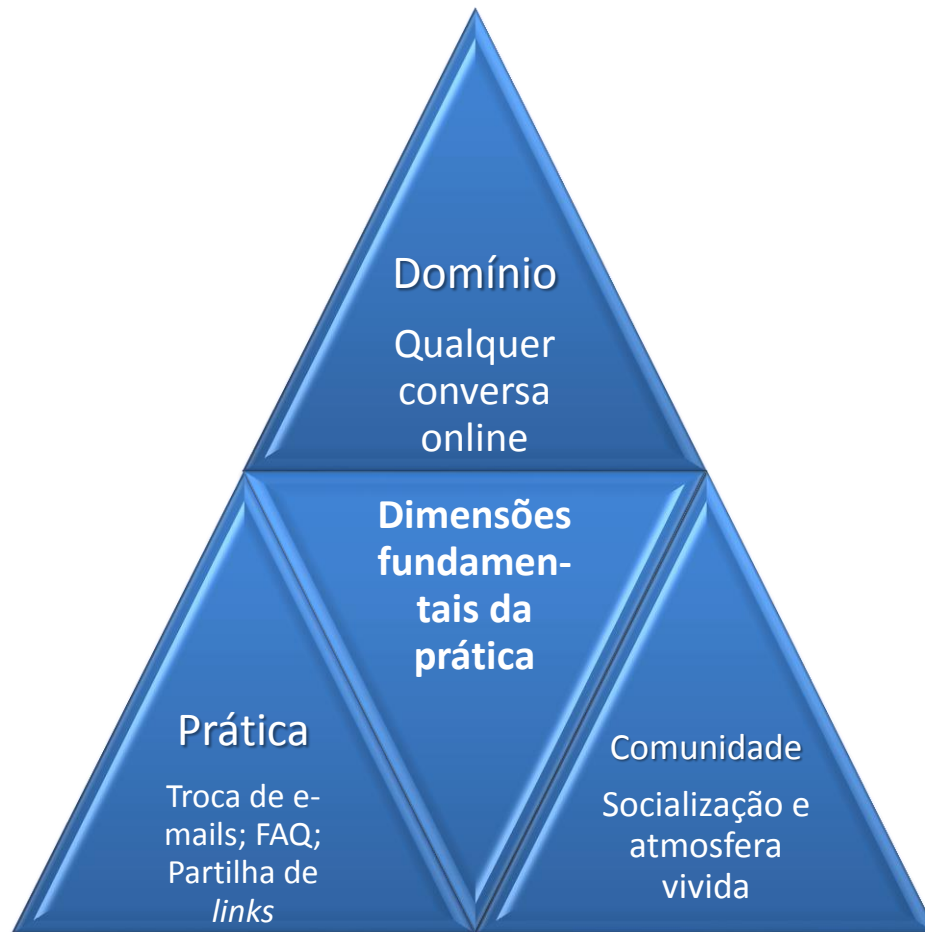 Domínio
Qualquer
conversa
online
Dimensões
fundamen-
tais da
prática
Prática
Troca de e-
mails; FAQ;
Partilha de
links
Comunidade
Socialização e
atmosfera
vivida